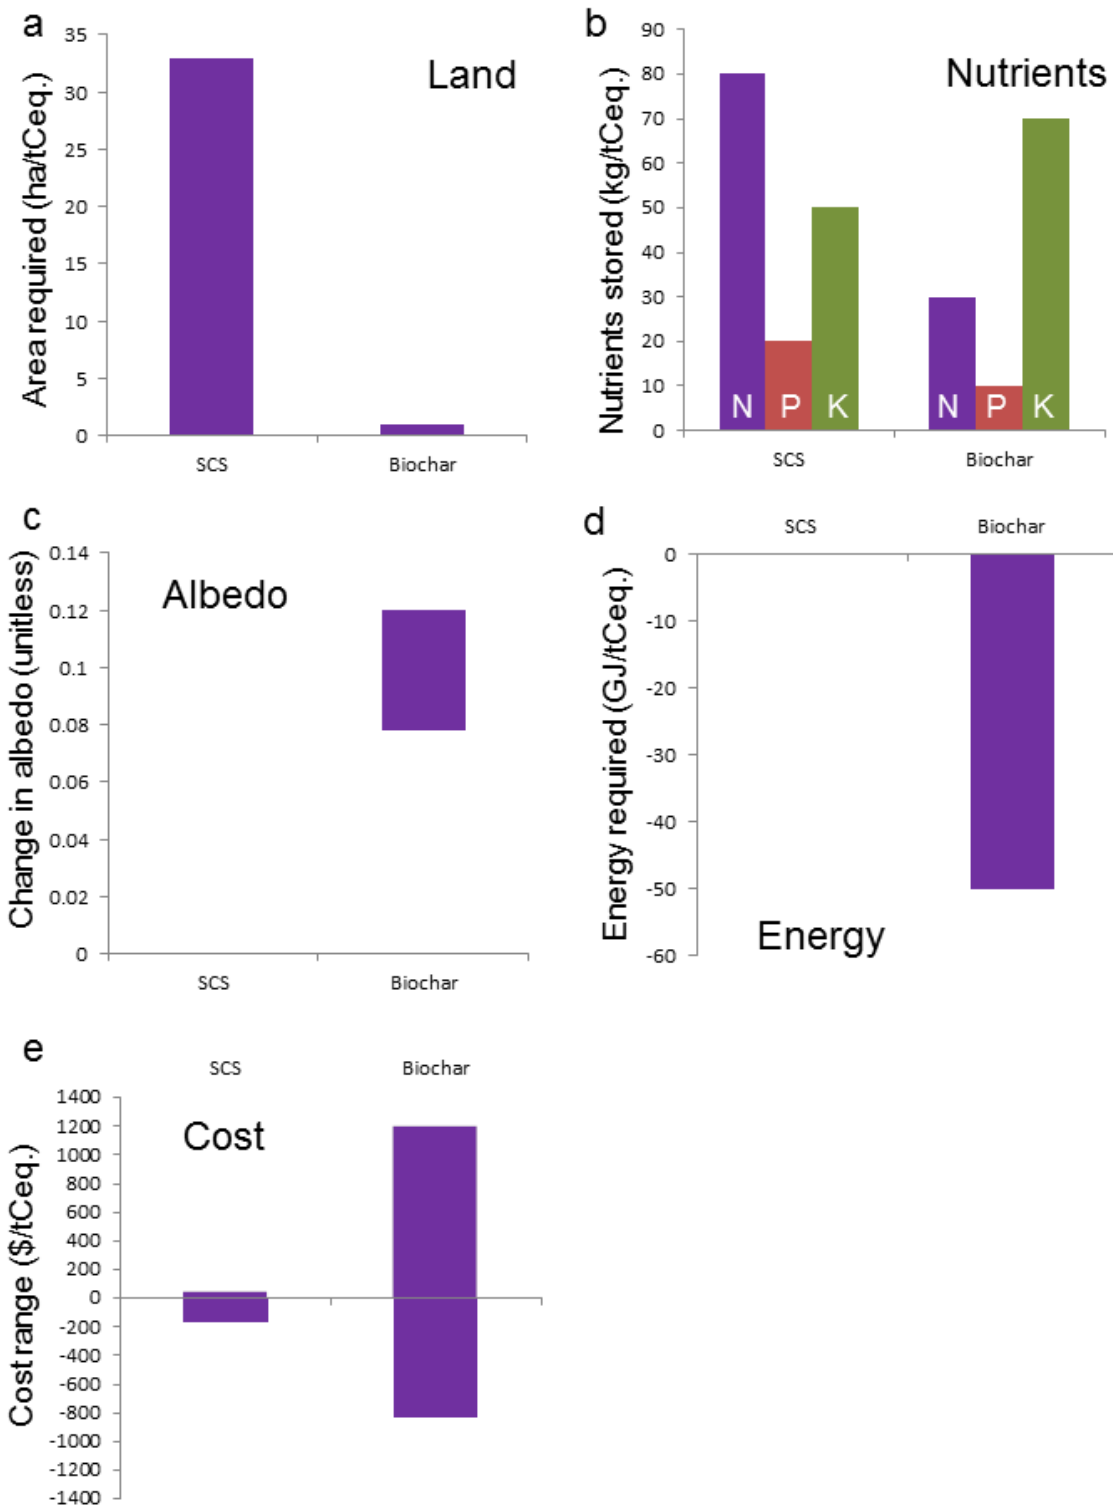 a
Land
Area required (ha/tCeq.)
35
30
25
20
15
10
5
0
SCS Biochar
b
Nutrients
Nutrients stored (kg/tCeq.)
90
80
70
60
50
40
30
20
10
0
N P K N P K
SCS Biochar
c
Albedo
Change in albedo (unitless)
0.14
0.12
0.1
0.08
0.06
0.04
0.02
0
SCS Biochar
d
SCS Biochar
Energy required (GJ/tCeq.)
0
-10
-20
-30
-40
-50
-60
Energy
e
SCS Biochar
Cost
Cost range ($/tCeq.)
1400
1200
1000
800
600
400
200
0
-200
-400
-600
-800
-1000
-1200
-1400